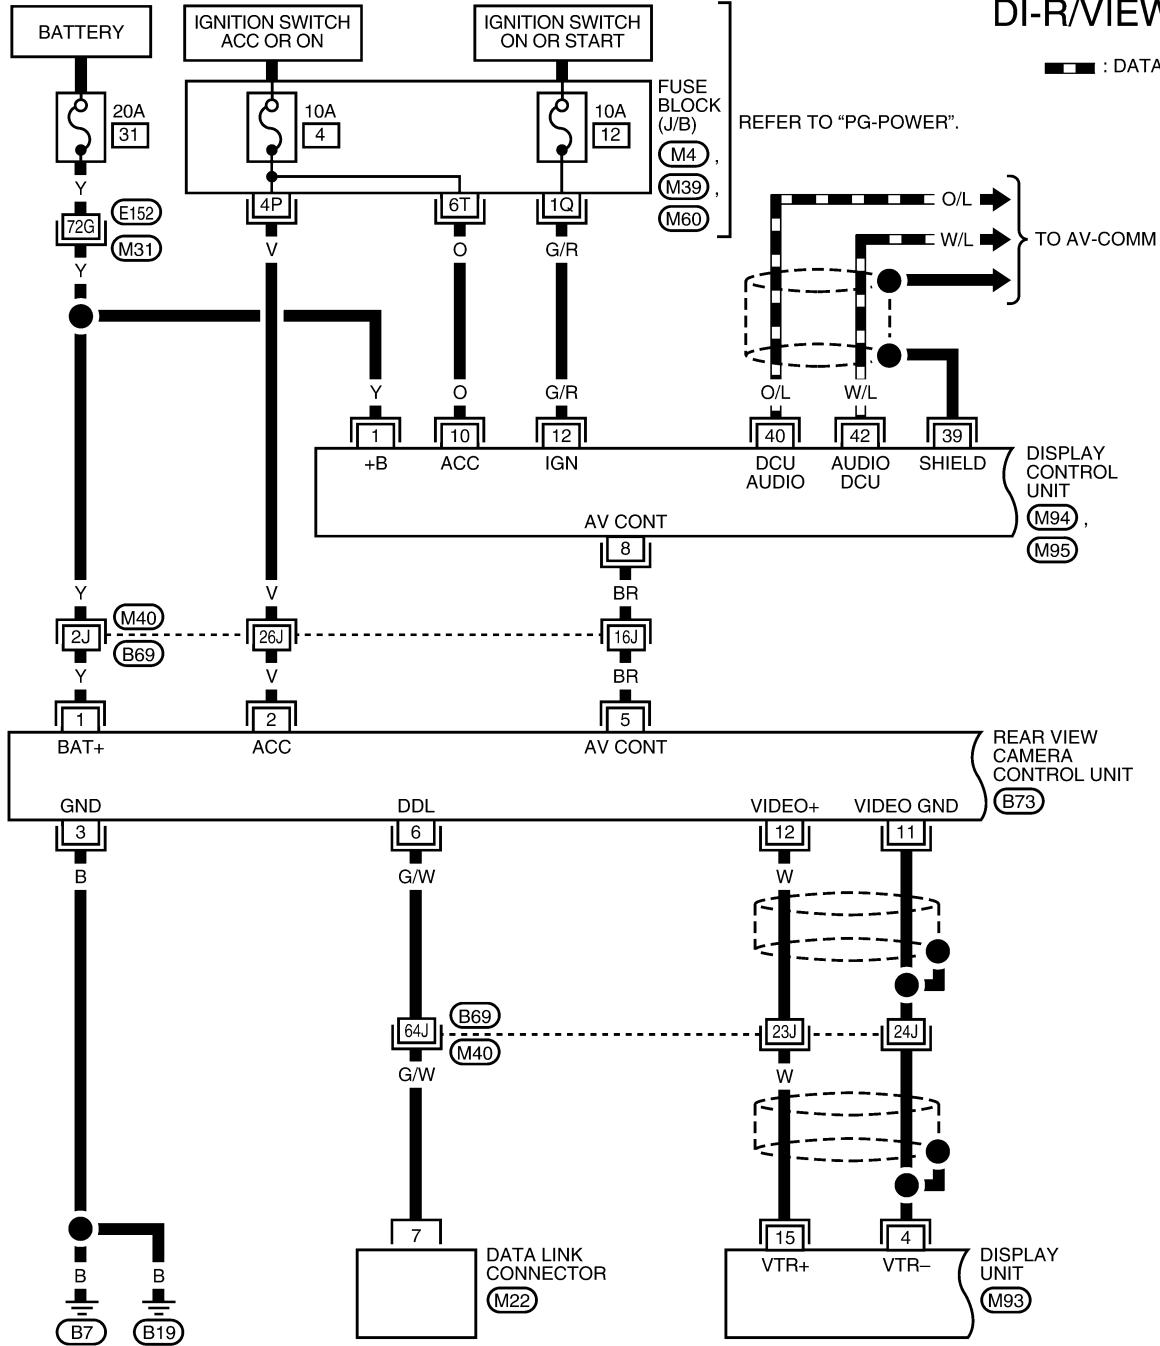 DI-R/VIEW
BATTERY
IGNITION SWITCH
ACC OR ON
IGNITION SWITCH
ON OR START
: DATA
20A
31
10A
4
10A
12
FUSE
BLOCK
(J/B)
M4 ,
M39 ,
M60
REFER TO “PG-POWER”.
Y
72G
E152
M31
Y
4P
6T
1Q
V
O
G/R
O/L
W/L
TO AV-COMM
Y
O
G/R
O/L
W/L
1
10
12
40
42
39
+B
ACC
IGN
DCU
AUDIO
AUDIO
DCU
SHIELD
DISPLAY
CONTROL
UNIT
M94 ,
M95
AV CONT
8
Y
V
BR
M40
2J
26J
16J
B69
Y
V
BR
1
2
5
BAT+
ACC
AV CONT
REAR VIEW
CAMERA
CONTROL UNIT
B73
GND
DDL
VIDEO+
VIDEO GND
3
6
12
11
B
G/W
W
B69
64J
23J
24J
M40
G/W
W
7
15
4
VTR+
VTR–
DATA LINK
CONNECTOR
M22
DISPLAY
UNIT
M93
B
B
B7
B19